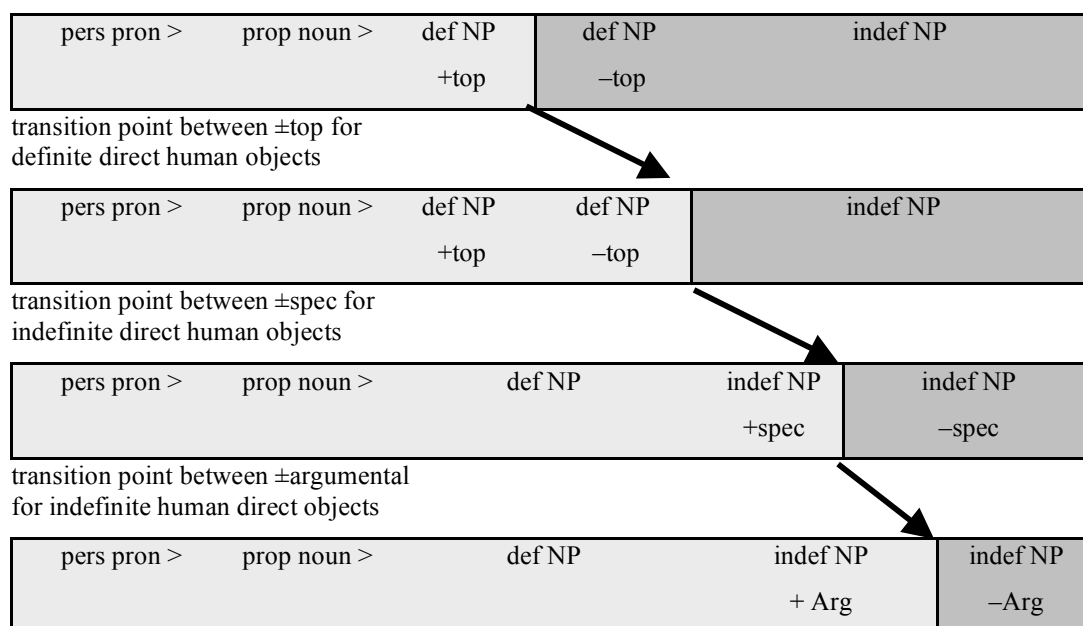 pers pron > prop noun > def NP def NP indef NP
+top –top
transition point between ±top for
definite direct human objects
pers pron > prop noun > def NP def NP indef NP
+top –top
transition point between ±spec for
indefinite direct human objects
pers pron > prop noun > def NP indef NP indef NP
+spec –spec
transition point between ±argumental
for indefinite human direct objects
pers pron > prop noun > def NP indef NP indef NP
+ Arg –Arg